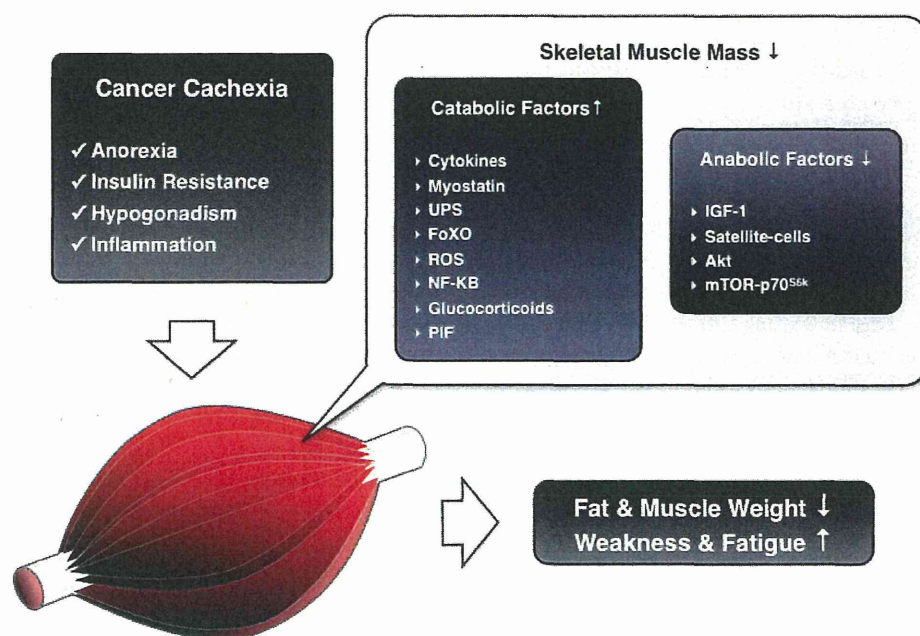 Cancer Cachexia
✓ Anorexia
✓ Insulin Resistance
✓ Hypogonadism
✓ Inflammation
Skeletal Muscle Mass ↓
Catabolic Factors ↑
‣ Cytokines
‣ Myostatin
‣ UPS
‣ FoXO
‣ ROS
‣ NF-KB
‣ Glucocorticoids
‣ PIF
Anabolic Factors ↓
‣ IGF-1
‣ Satellite-cells
‣ Akt
‣ mTOR-p70S6k
Fat & Muscle Weight ↓
Weakness & Fatigue ↑